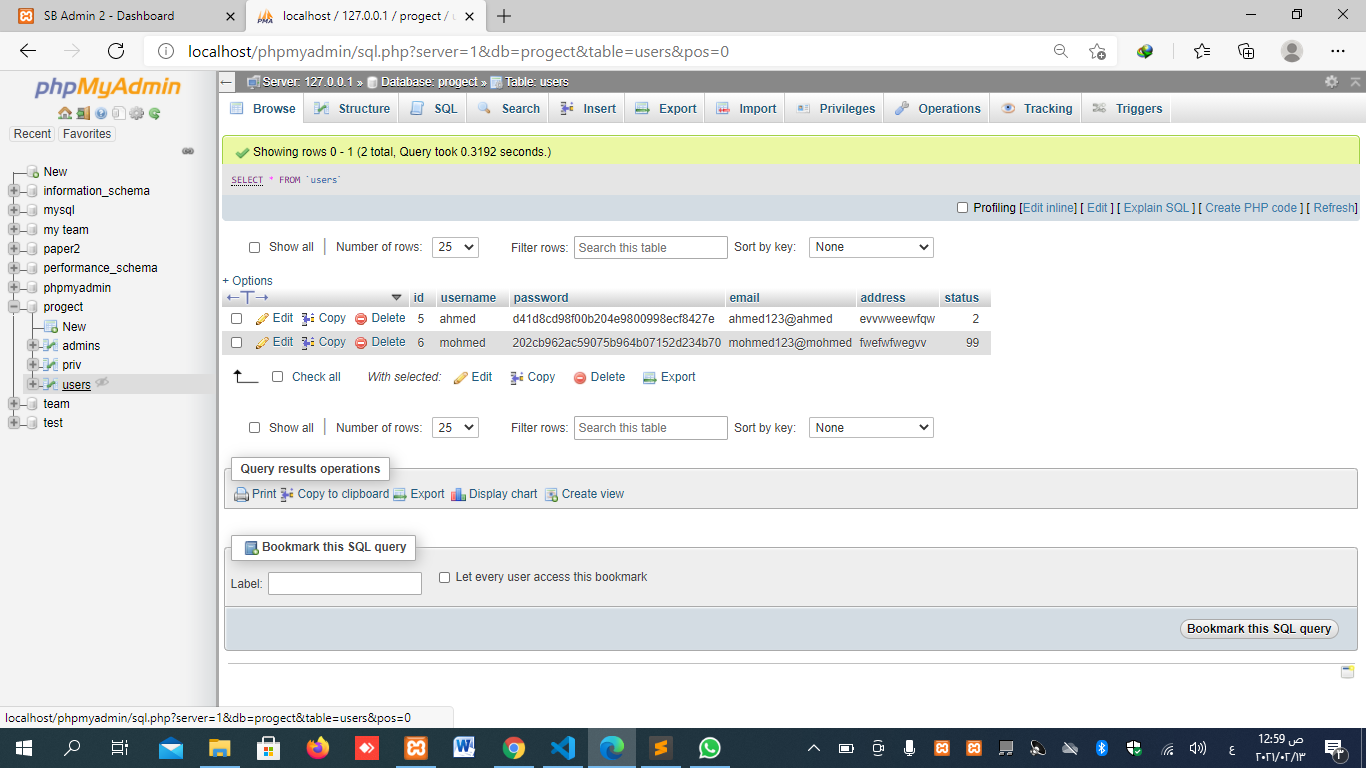 SB Admin 2 - Dashboard
localhost / 127.0.0.1 / progect / u
localhost/phpmyadmin/sql.php?server=1&db=progect&table=users&pos=0
phpMyAdmin
Recent Favorites
New
information_schema
mysql
my team
paper2
performance_schema
phpmyadmin
progect
New
admins
priv
users
team
test
Server: 127.0.0.1 » Database: progect » Table: users
Browse Structure SQL Search Insert Export Import Privileges Operations Tracking Triggers
Showing rows 0 - 1 (2 total, Query took 0.3192 seconds.)
SELECT * FROM `users`
Profiling [Edit inline] [ Edit ] [ Explain SQL ] [ Create PHP code ] [ Refresh]
Show all Number of rows: 25 Filter rows: Search this table Sort by key: None
+ Options
←T→ id username password email address status
Edit Copy Delete 5 ahmed d41d8cd98f00b204e9800998ecf8427e ahmed123@ahmed evvwweewfqw 2
Edit Copy Delete 6 mohmed 202cb962ac59075b964b07152d234b70 mohmed123@mohmed fwefwfwegvv 99
Check all With selected: Edit Copy Delete Export
Show all Number of rows: 25 Filter rows: Search this table Sort by key: None
Query results operations
Print Copy to clipboard Export Display chart Create view
Bookmark this SQL query
Label: Let every user access this bookmark
Bookmark this SQL query
localhost/phpmyadmin/sql.php?server=1&db=progect&table=users&pos=0
ع
12:59 ص
٢٠٢١/٠٢/١٣
٣